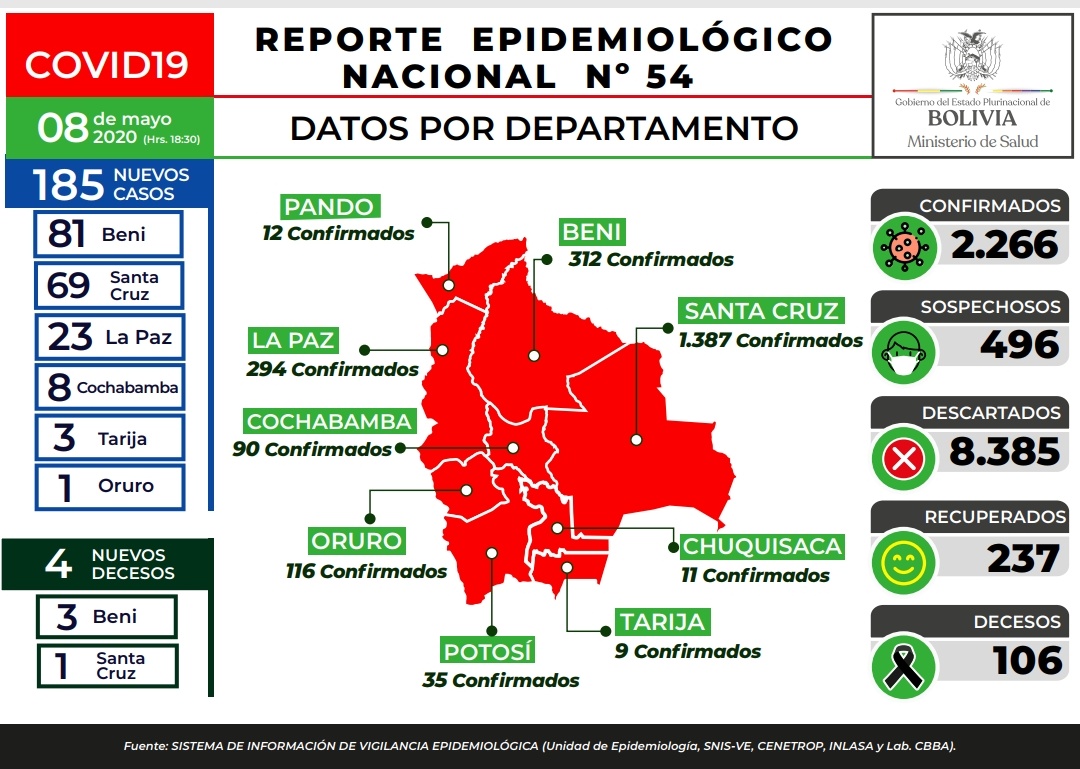 COVID19
REPORTE EPIDEMIOLÓGICO
NACIONAL Nº 54
08 de mayo
2020 (Hrs. 18:30)
DATOS POR DEPARTAMENTO
Gobierno del Estado Plurinacional de
BOLIVIA
Ministerio de Salud
185 NUEVOS
CASOS
81 Beni
69 Santa
Cruz
23 La Paz
8 Cochabamba
3 Tarija
1 Oruro
4 NUEVOS
DECESOS
3 Beni
1 Santa
Cruz
PANDO
12 Confirmados
BENI
312 Confirmados
SANTA CRUZ
1.387 Confirmados
LA PAZ
294 Confirmados
COCHABAMBA
90 Confirmados
ORURO
116 Confirmados
CHUQUISACA
11 Confirmados
TARIJA
9 Confirmados
POTOSÍ
35 Confirmados
CONFIRMADOS
2.266
SOSPECHOSOS
496
DESCARTADOS
8.385
RECUPERADOS
237
DECESOS
106
Fuente: SISTEMA DE INFORMACIÓN DE VIGILANCIA EPIDEMIOLÓGICA (Unidad de Epidemiología, SNIS-VE, CENETROP, INLASA y Lab. CBBA).